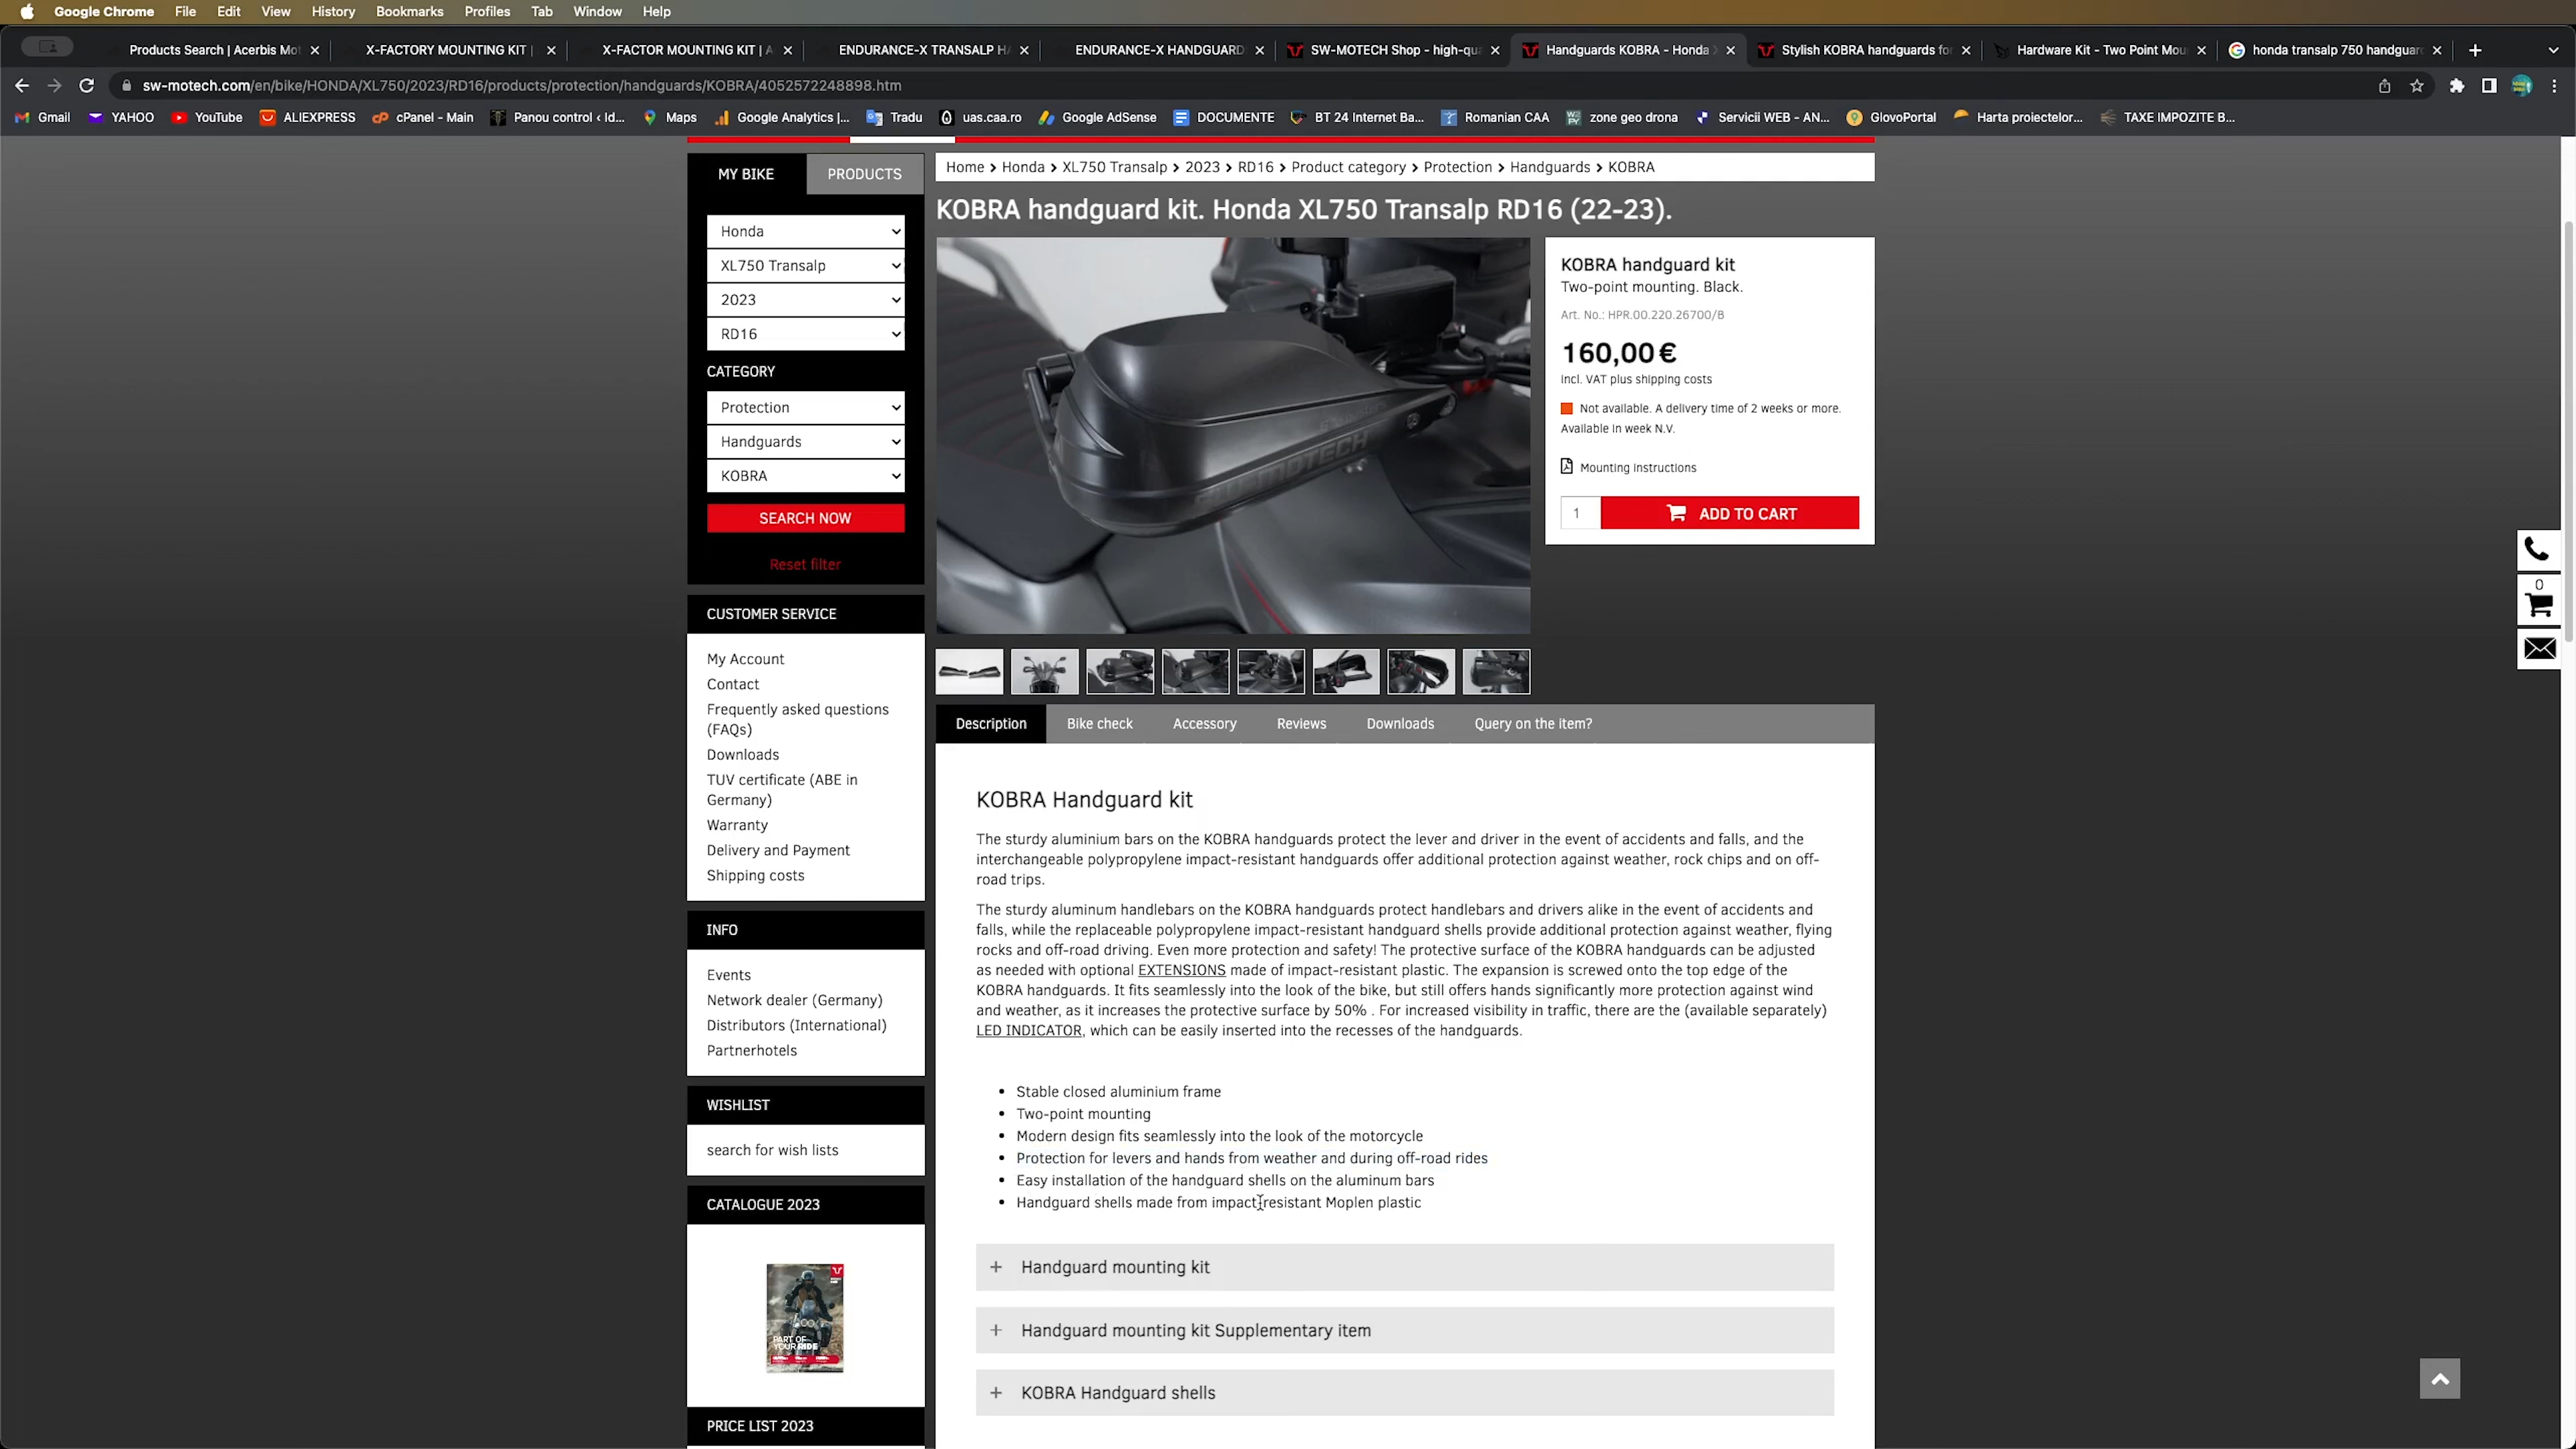 Google Chrome File Edit View History Bookmarks Profiles Tab Window Help
Products Search | Acerbis Mot X-FACTORY MOUNTING KIT | X-FACTOR MOUNTING KIT | A ENDURANCE-X TRANSALP HA ENDURANCE-X HANDGUARD SW-MOTECH Shop - high-qua Handguards KOBRA - Honda X Stylish KOBRA handguards fo Hardware Kit - Two Point Mou honda transalp 750 handguar
sw-motech.com/en/bike/HONDA/XL750/2023/RD16/products/protection/handguards/KOBRA/4052572248898.htm
Gmail YAHOO YouTube ALIEXPRESS cPanel - Main Panou control ‹ Id... Maps Google Analytics |... Tradu uas.caa.ro Google AdSense DOCUMENTE BT 24 Internet Ba... Romanian CAA zone geo drona Servicii WEB - AN... GlovoPortal Harta proiectelor... TAXE IMPOZITE B...
MY BIKE PRODUCTS
Honda
XL750 Transalp
2023
RD16
CATEGORY
Protection
Handguards
KOBRA
SEARCH NOW
Reset filter
CUSTOMER SERVICE
My Account
Contact
Frequently asked questions
(FAQs)
Downloads
TUV certificate (ABE in
Germany)
Warranty
Delivery and Payment
Shipping costs
INFO
Events
Network dealer (Germany)
Distributors (International)
Partnerhotels
WISHLIST
search for wish lists
CATALOGUE 2023
PART OF
YOUR RIDE
PRICE LIST 2023
Home > Honda > XL750 Transalp > 2023 > RD16 > Product category > Protection > Handguards > KOBRA
KOBRA handguard kit. Honda XL750 Transalp RD16 (22-23).
SW-MOTECH
KOBRA handguard kit
Two-point mounting. Black.
Art. No.: HPR.00.220.26700/B
160,00 €
Incl. VAT plus shipping costs
Not available. A delivery time of 2 weeks or more.
Available in week N.V.
Mounting instructions
1 ADD TO CART
0
Description Bike check Accessory Reviews Downloads Query on the item?
KOBRA Handguard kit
The sturdy aluminium bars on the KOBRA handguards protect the lever and driver in the event of accidents and falls, and the
interchangeable polypropylene impact-resistant handguards offer additional protection against weather, rock chips and on off-
road trips.
The sturdy aluminum handlebars on the KOBRA handguards protect handlebars and drivers alike in the event of accidents and
falls, while the replaceable polypropylene impact-resistant handguard shells provide additional protection against weather, flying
rocks and off-road driving. Even more protection and safety! The protective surface of the KOBRA handguards can be adjusted
as needed with optional EXTENSIONS made of impact-resistant plastic. The expansion is screwed onto the top edge of the
KOBRA handguards. It fits seamlessly into the look of the bike, but still offers hands significantly more protection against wind
and weather, as it increases the protective surface by 50% . For increased visibility in traffic, there are the (available separately)
LED INDICATOR, which can be easily inserted into the recesses of the handguards.
• Stable closed aluminium frame
• Two-point mounting
• Modern design fits seamlessly into the look of the motorcycle
• Protection for levers and hands from weather and during off-road rides
• Easy installation of the handguard shells on the aluminum bars
• Handguard shells made from impact-resistant Moplen plastic
+ Handguard mounting kit
+ Handguard mounting kit Supplementary item
+ KOBRA Handguard shells